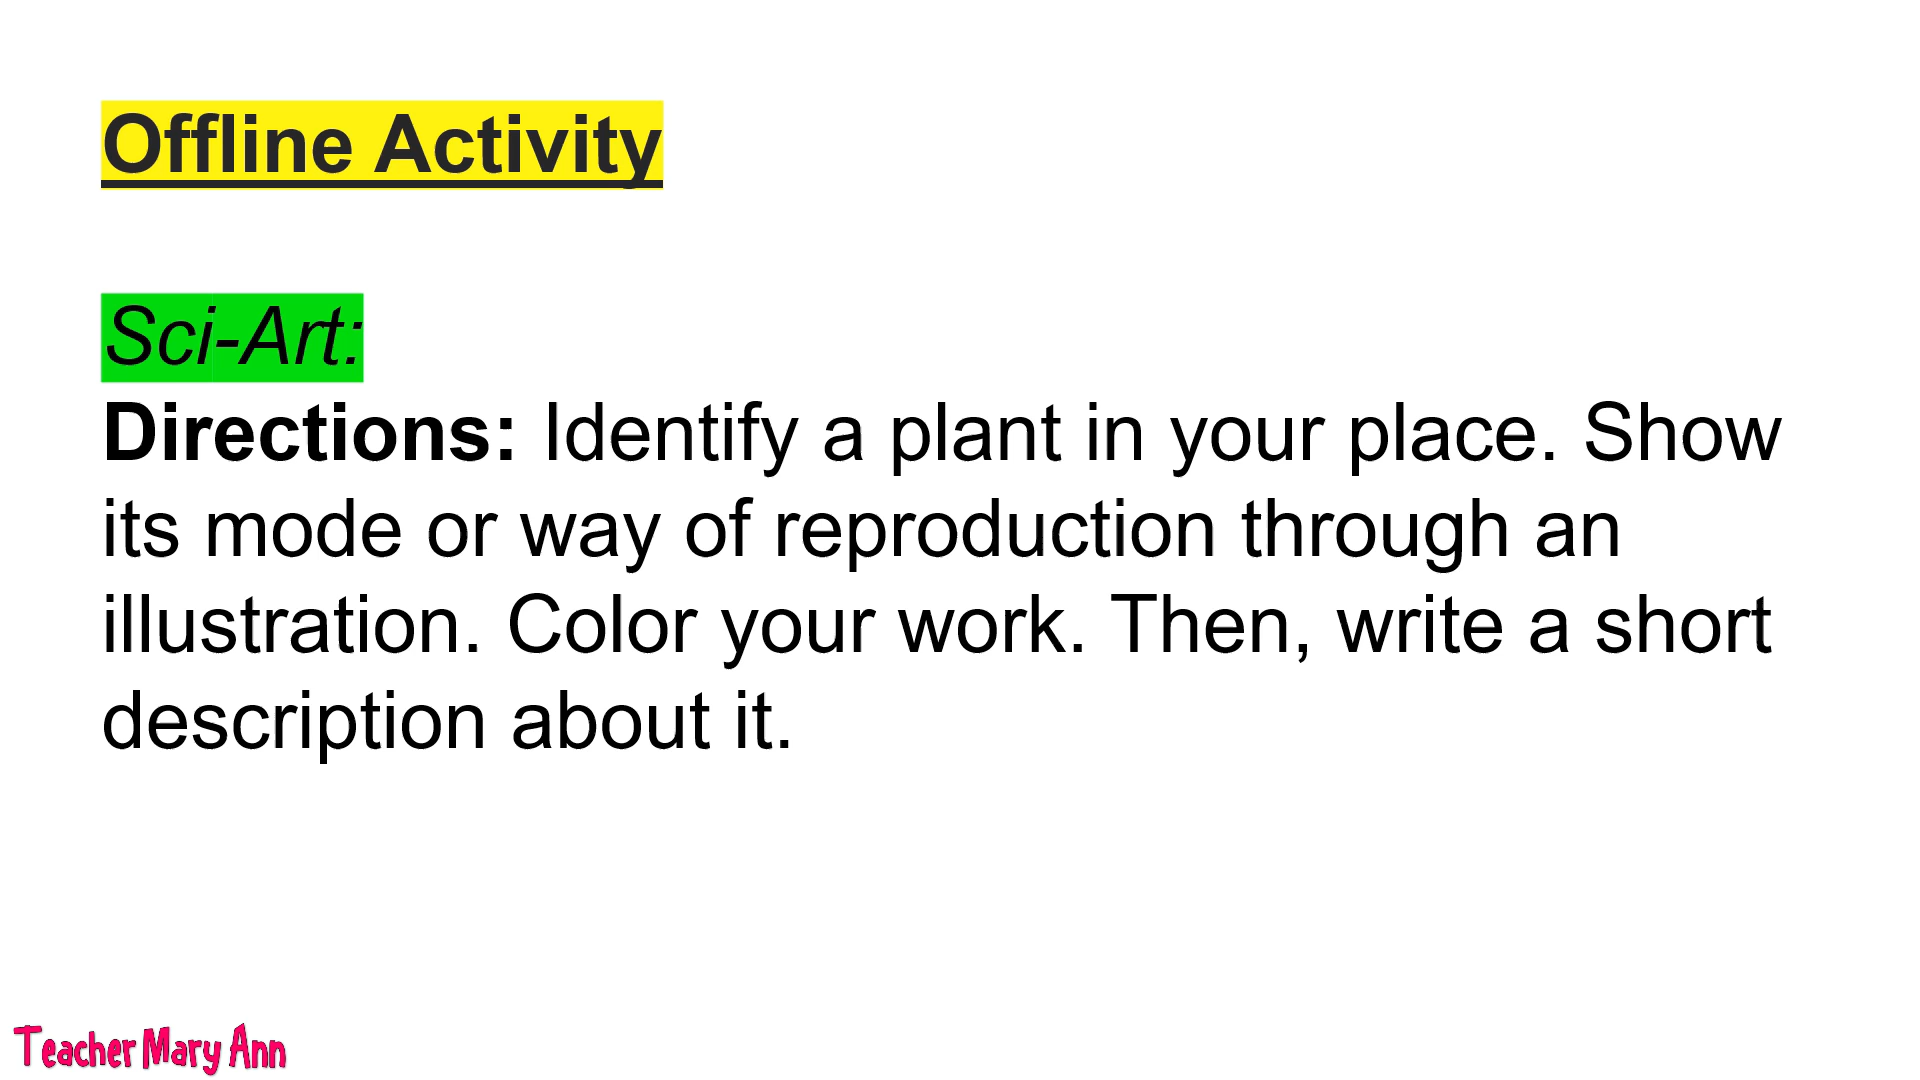 Offline Activity
Sci-Art:
Directions: Identify a plant in your place. Show
its mode or way of reproduction through an
illustration. Color your work. Then, write a short
description about it.
Teacher Mary Ann